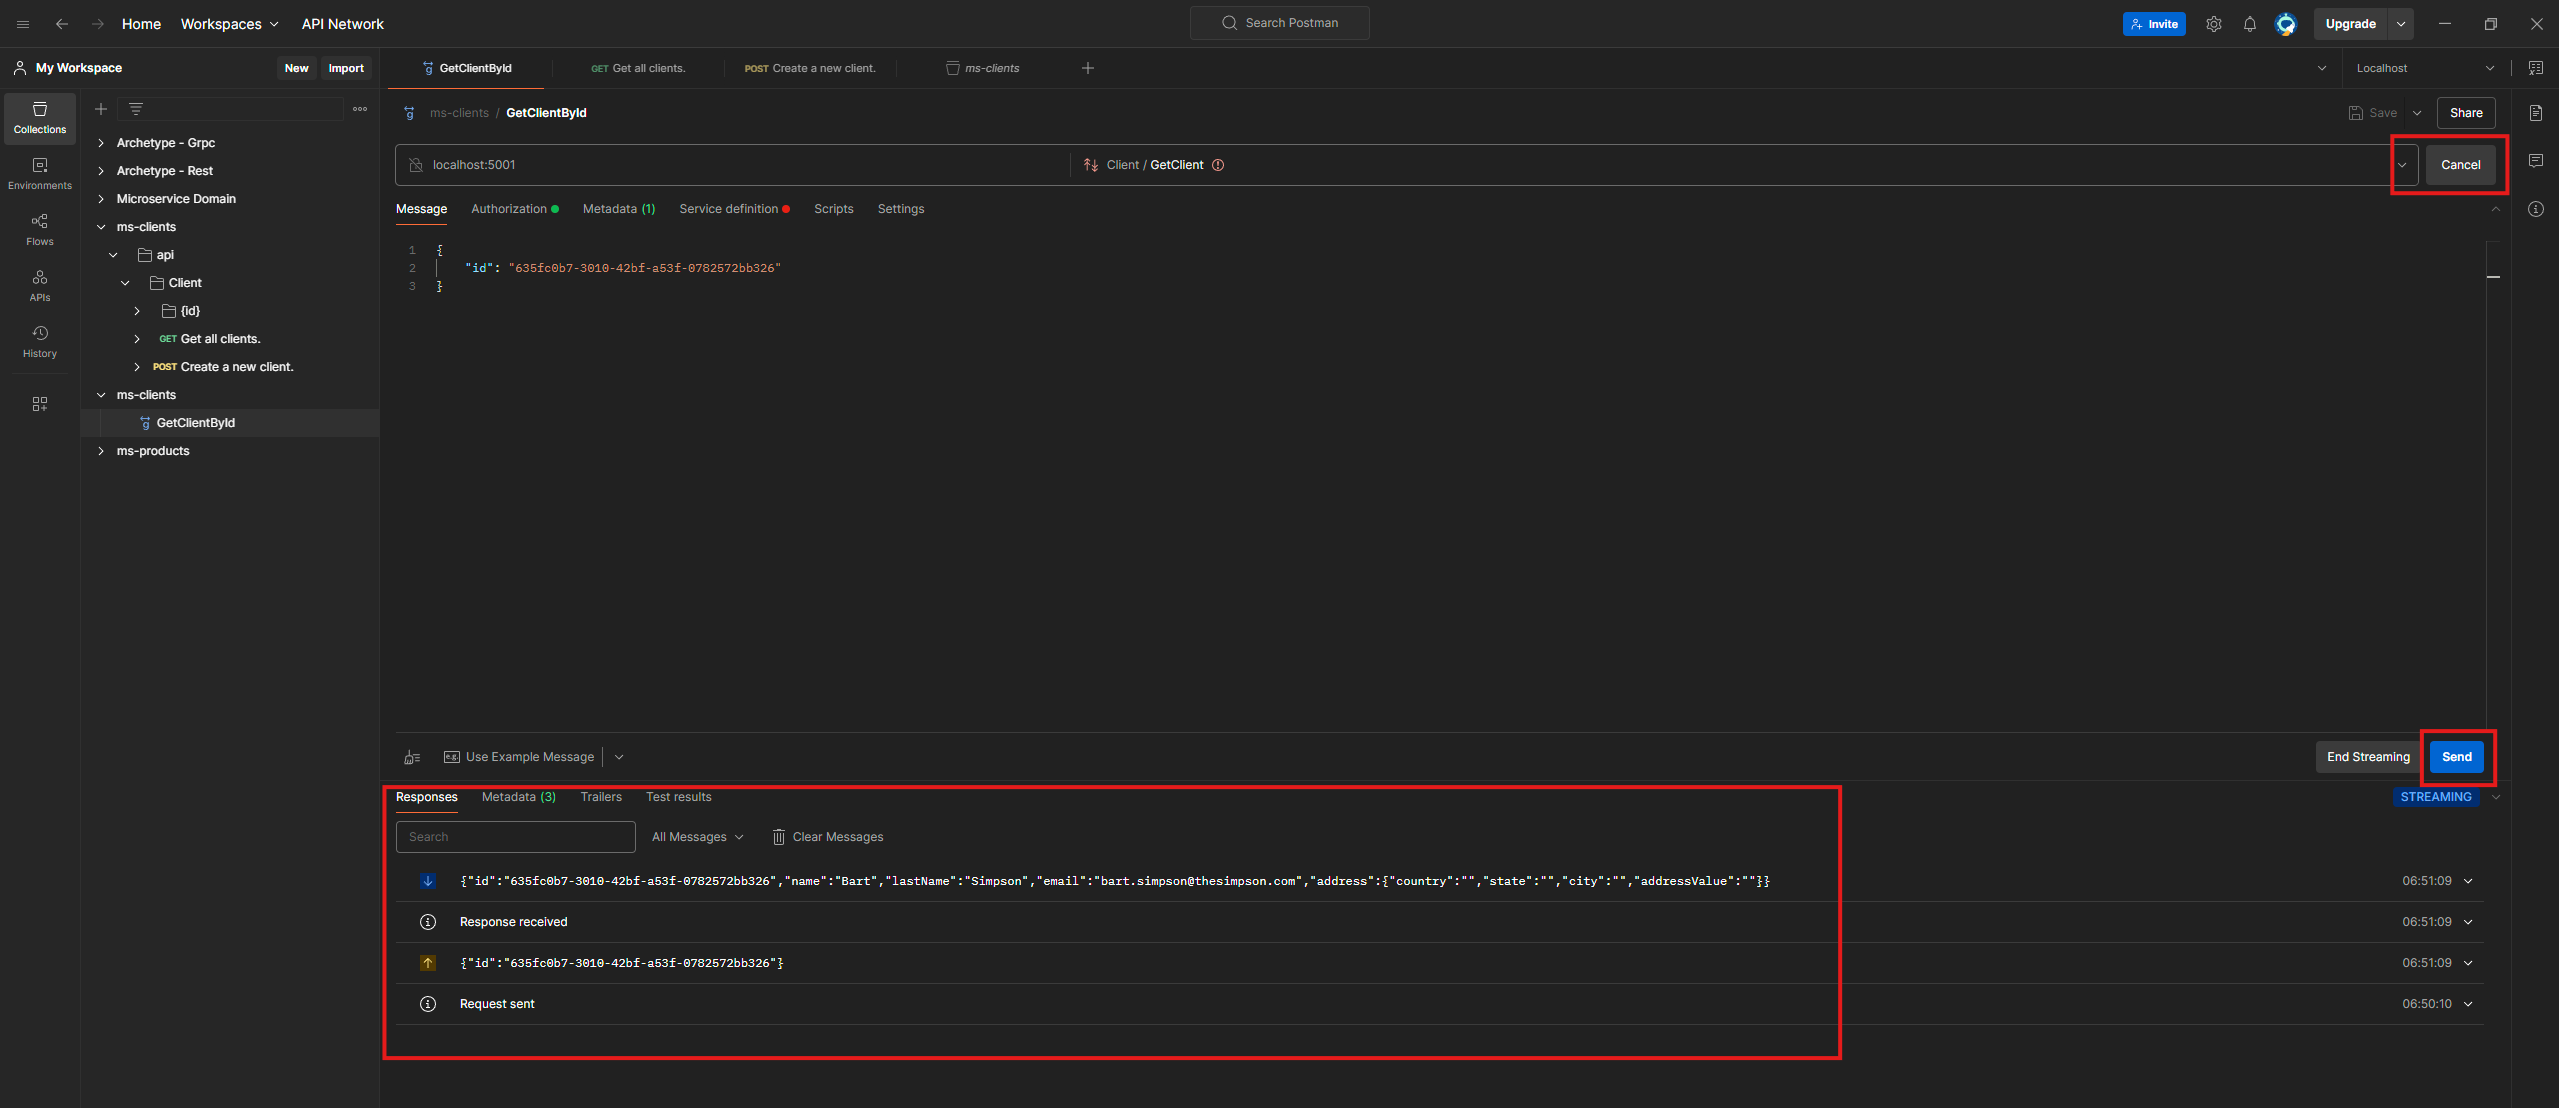 Home Workspaces API Network Search Postman Invite Upgrade
My Workspace New Import GetClientById GET Get all clients. POST Create a new client. ms-clients Localhost
ms-clients / GetClientById Save Share
localhost:5001 Client / GetClient Cancel
Message Authorization Metadata (1) Service definition Scripts Settings
1 {
2 "id": "635fc0b7-3010-42bf-a53f-0782572bb326"
3 }
Collections
Environments
Flows
APIs
History
Archetype - Grpc
Archetype - Rest
Microservice Domain
ms-clients
api
Client
{id}
GET Get all clients.
POST Create a new client.
ms-clients
GetClientById
ms-products
e.g. Use Example Message End Streaming Send
Responses Metadata (3) Trailers Test results STREAMING
Search All Messages Clear Messages
{"id":"635fc0b7-3010-42bf-a53f-0782572bb326","name":"Bart","lastName":"Simpson","email":"bart.simpson@thesimpson.com","address":{"country":"","state":"","city":"","addressValue":""}} 06:51:09
Response received 06:51:09
{"id":"635fc0b7-3010-42bf-a53f-0782572bb326"} 06:51:09
Request sent 06:50:10